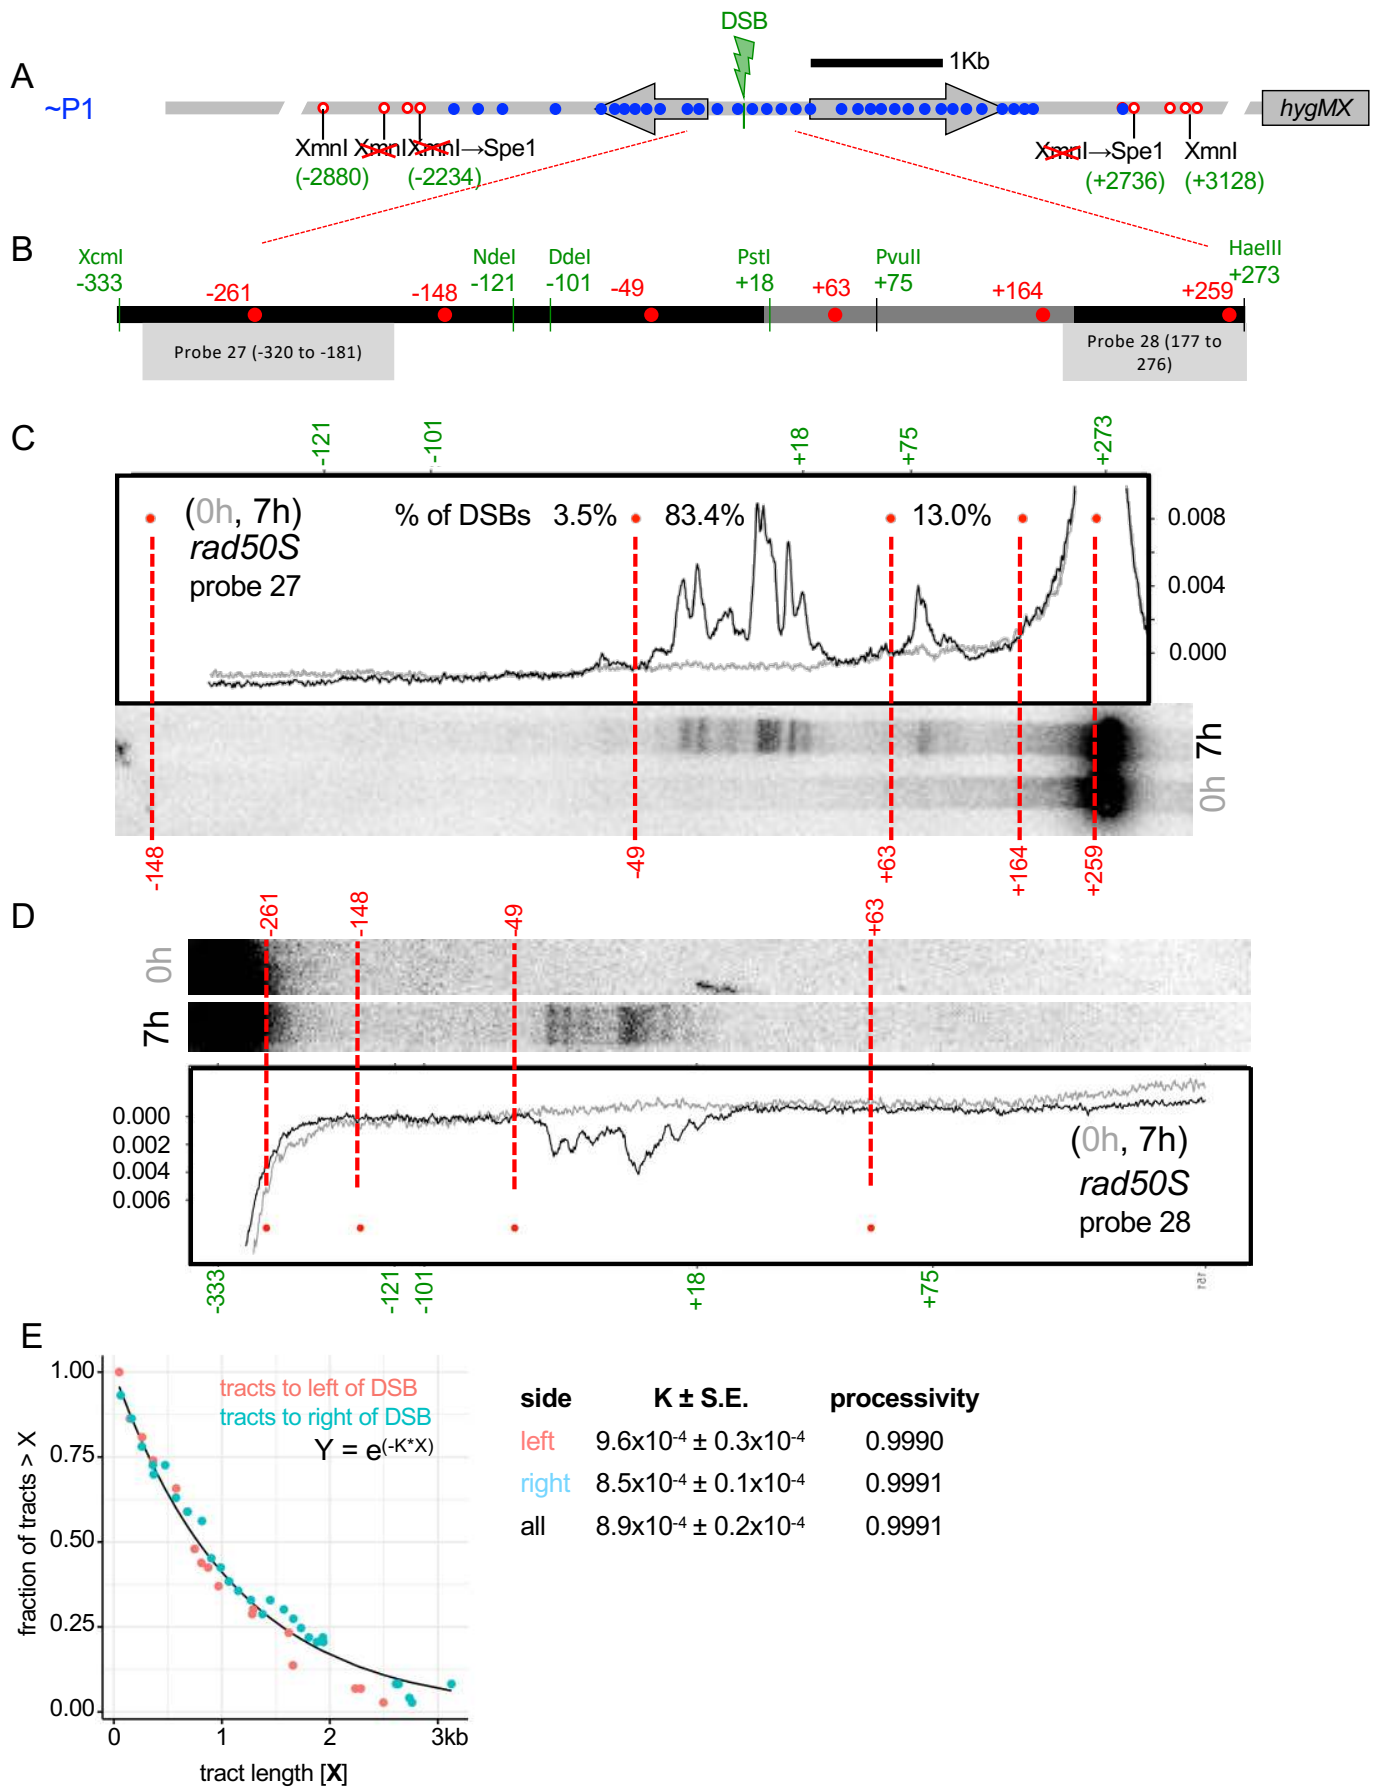 DSB
A
1Kb
~P1
hygMX
XmnI XmnI XmnI→Spe1
XmnI→Spe1 XmnI
(-2880) (-2234)
(+2736) (+3128)
B
XcmI NdeI DdeI PstI PvuII HaeIII
-333 -121 -101 +18 +75 +273
-261 -148 -49 +63 +164 +259
Probe 27 (-320 to -181)
Probe 28 (177 to
276)
C
-121 -101 +18 +75 +273
(0h, 7h) % of DSBs 3.5% 83.4% 13.0%
rad50S
probe 27
0.008
0.004
0.000
7h
0h
-148 -49 +63 +164 +259
D
-261 -148 -49 +63
0h
7h
0.000
0.002
0.004
0.006
(0h, 7h)
rad50S
probe 28
-333 -121 -101 +18 +75
E
1.00
0.75
0.50
0.25
0.00
fraction of tracts > X
tracts to left of DSB
tracts to right of DSB
Y = e(-K*X)
0 1 2 3kb
tract length [X]
side K ± S.E. processivity
left 9.6x10-4 ± 0.3x10-4 0.9990
right 8.5x10-4 ± 0.1x10-4 0.9991
all 8.9x10-4 ± 0.2x10-4 0.9991